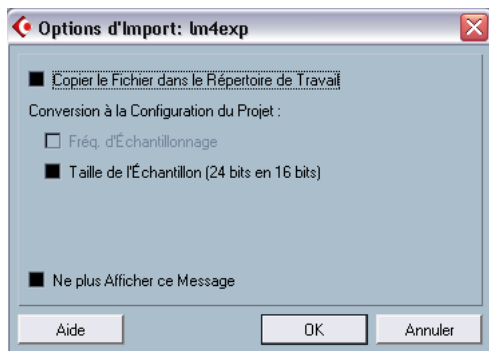 Options d'Import: lm4exp
Copier le Fichier dans le Répertoire de Travail
Conversion à la Configuration du Projet :
Fréq. d'Échantillonnage
Taille de l'Échantillon (24 bits en 16 bits)
Ne plus Afficher ce Message
Aide OK Annuler